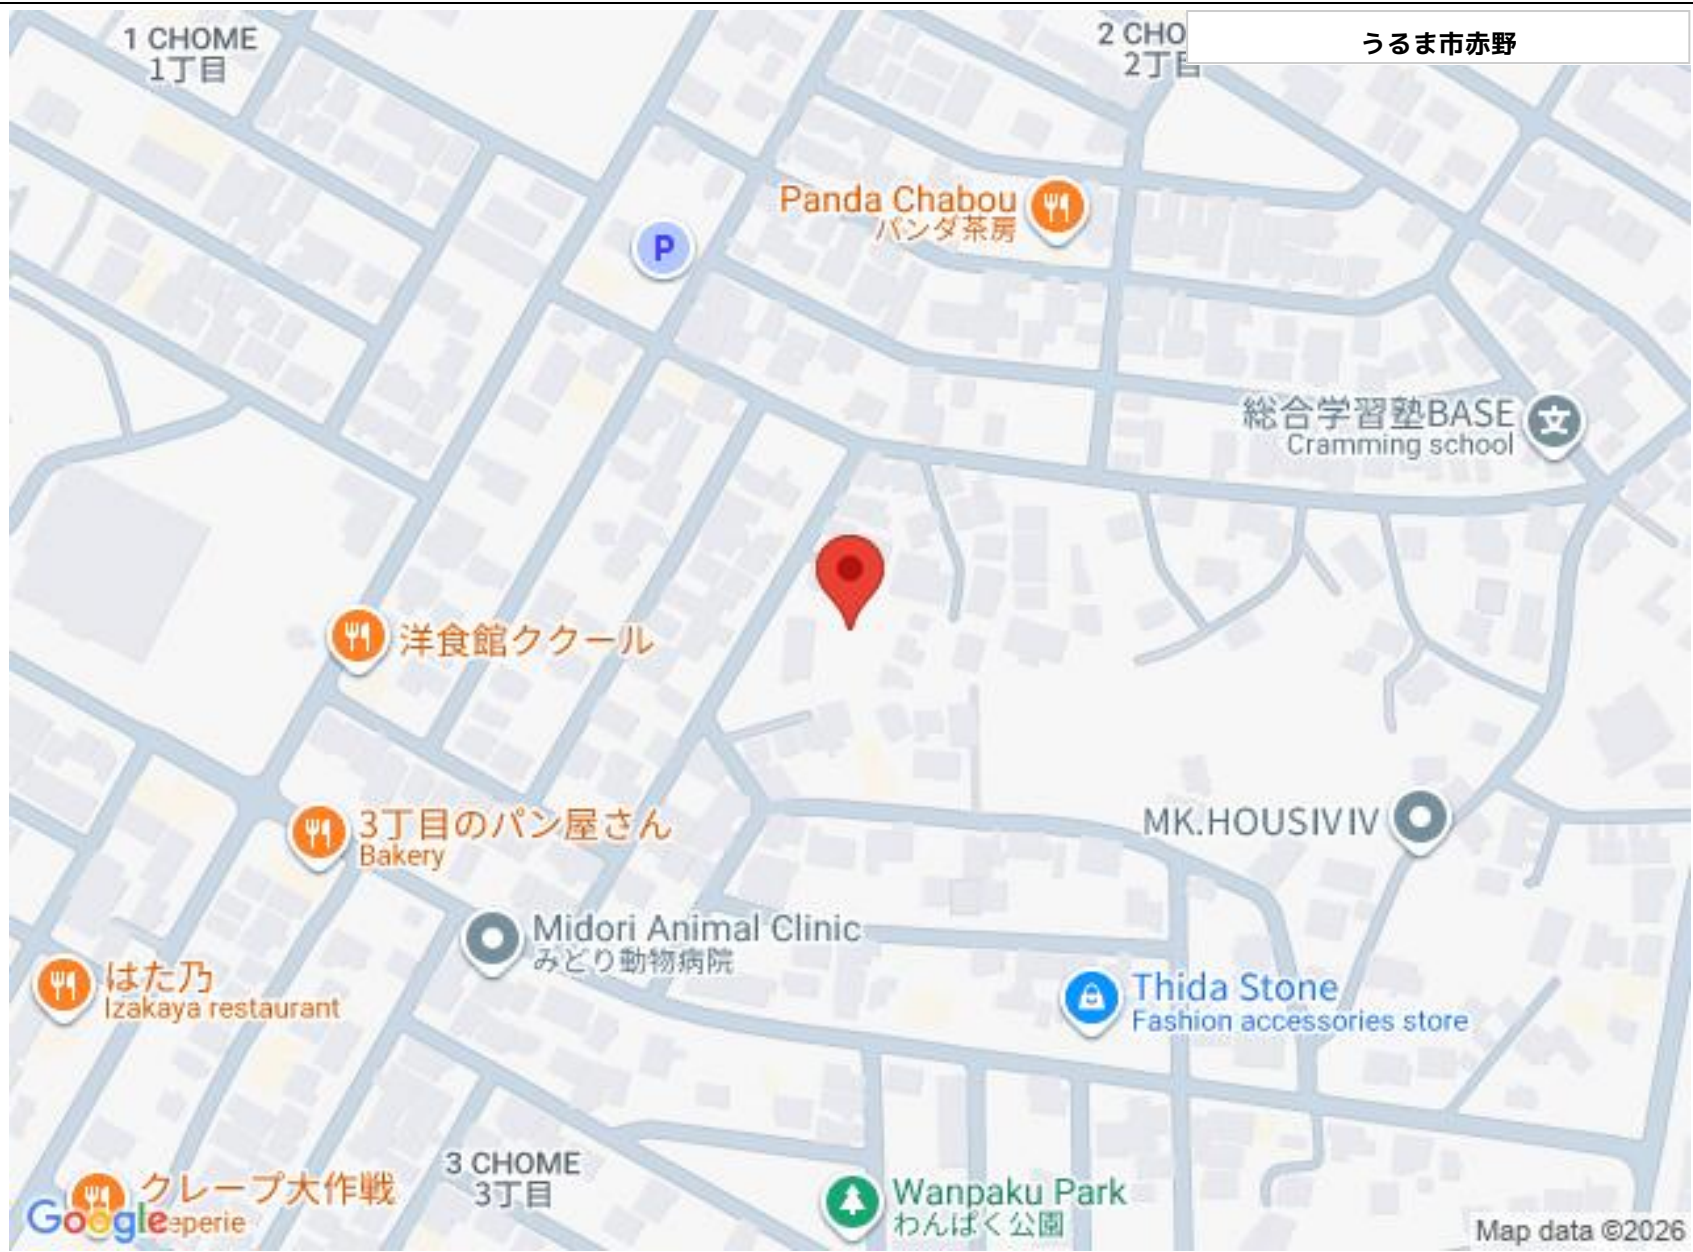 1 CHOME
1丁目
2 CHO
2丁目
うるま市赤野
Panda Chabou
パンダ茶房
P
総合学習塾BASE
Cramming school
洋食館ククール
3丁目のパン屋さん
Bakery
MK.HOUSIVIV
Midori Animal Clinic
みどり動物病院
はた乃
Izakaya restaurant
Thida Stone
Fashion accessories store
3 CHOME
3丁目
クレープ大作戦
eperie
Google
Wanpaku Park
わんぱく公園
Map data ©2026